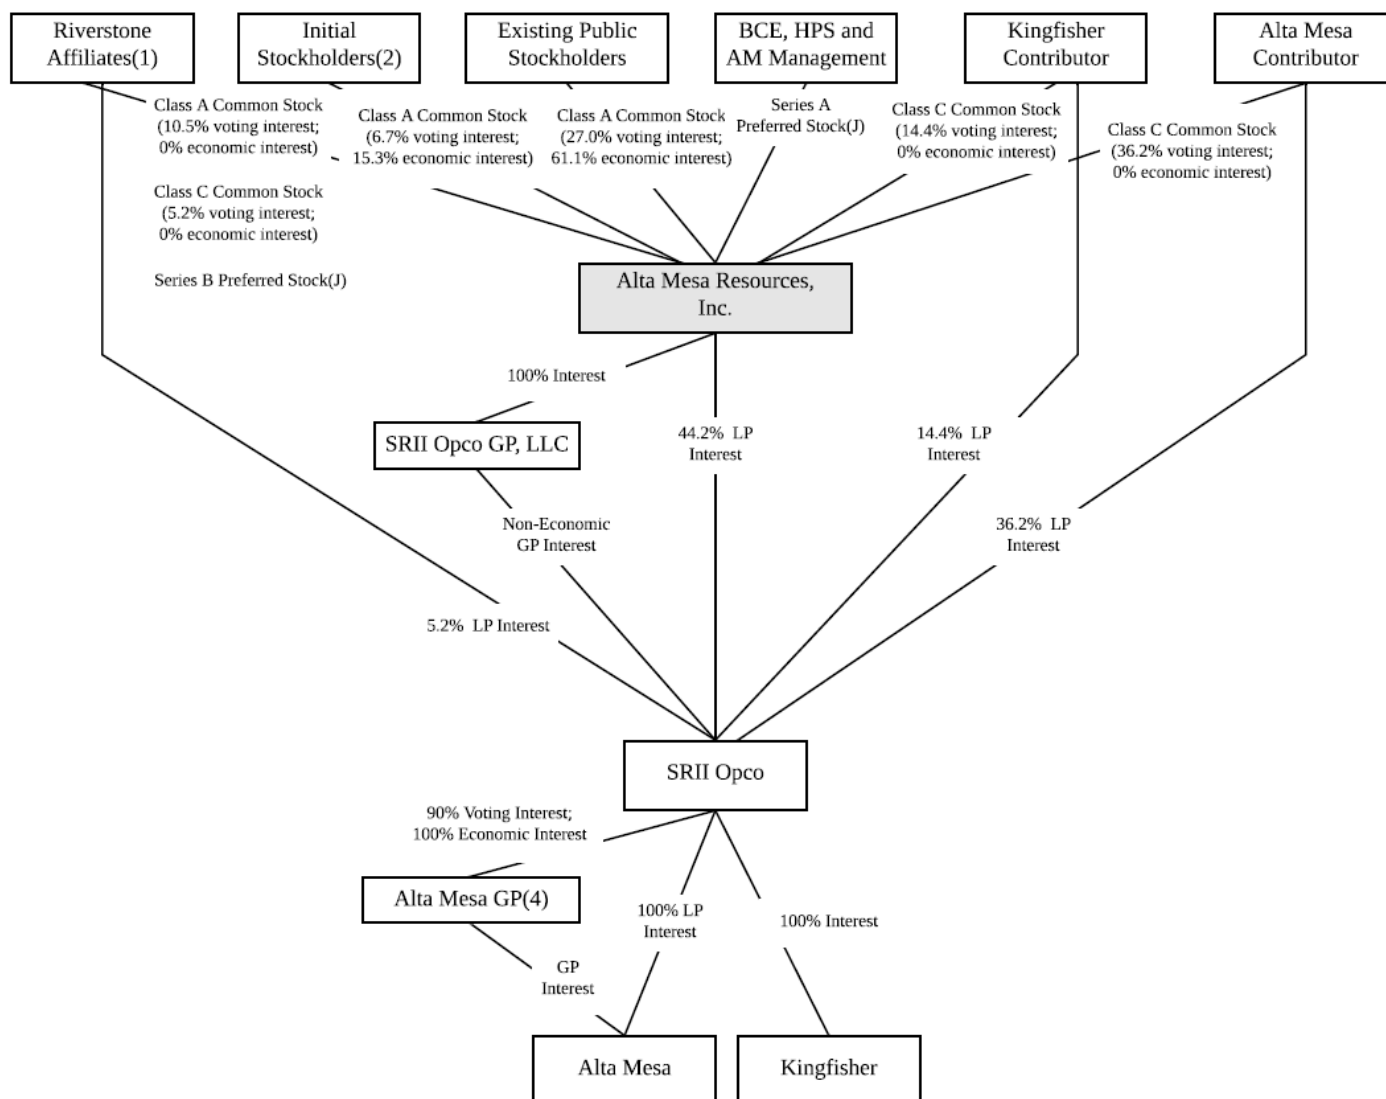 Riverstone
Affiliates(1)
Initial
Stockholders(2)
Existing Public
Stockholders
BCE, HPS and
AM Management
Kingfisher
Contributor
Alta Mesa
Contributor
Class A Common Stock
(10.5% voting interest;
0% economic interest)
Class C Common Stock
(5.2% voting interest;
0% economic interest)
Series B Preferred Stock(J)
Class A Common Stock
(6.7% voting interest;
15.3% economic interest)
Class A Common Stock
(27.0% voting interest;
61.1% economic interest)
Series A
Preferred Stock(J)
Class C Common Stock
(14.4% voting interest;
0% economic interest)
Class C Common Stock
(36.2% voting interest;
0% economic interest)
Alta Mesa Resources,
Inc.
100% Interest
SRII Opco GP, LLC
44.2% LP
Interest
14.4% LP
Interest
Non-Economic
GP Interest
36.2% LP
Interest
5.2% LP Interest
SRII Opco
90% Voting Interest;
100% Economic Interest
Alta Mesa GP(4)
100% LP
Interest
100% Interest
GP
Interest
Alta Mesa
Kingfisher